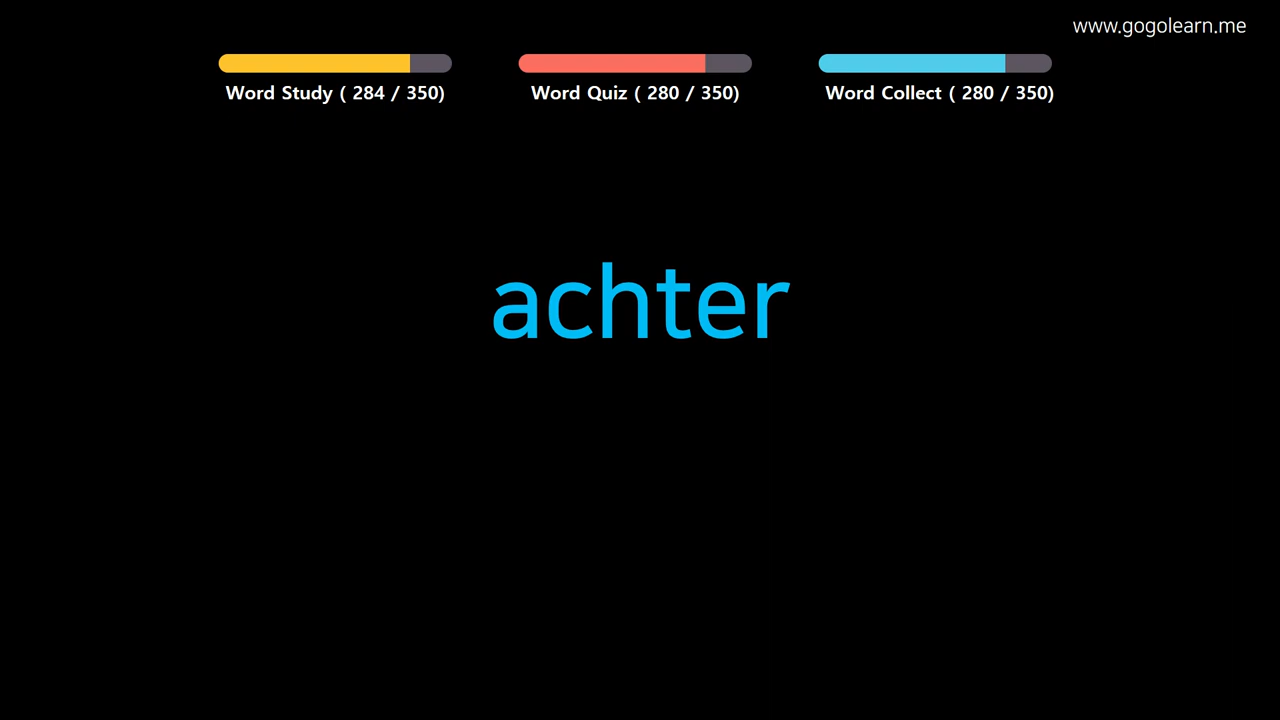 www.gogolearn.me
Word Study ( 284 / 350)
Word Quiz ( 280 / 350)
Word Collect ( 280 / 350)
achter